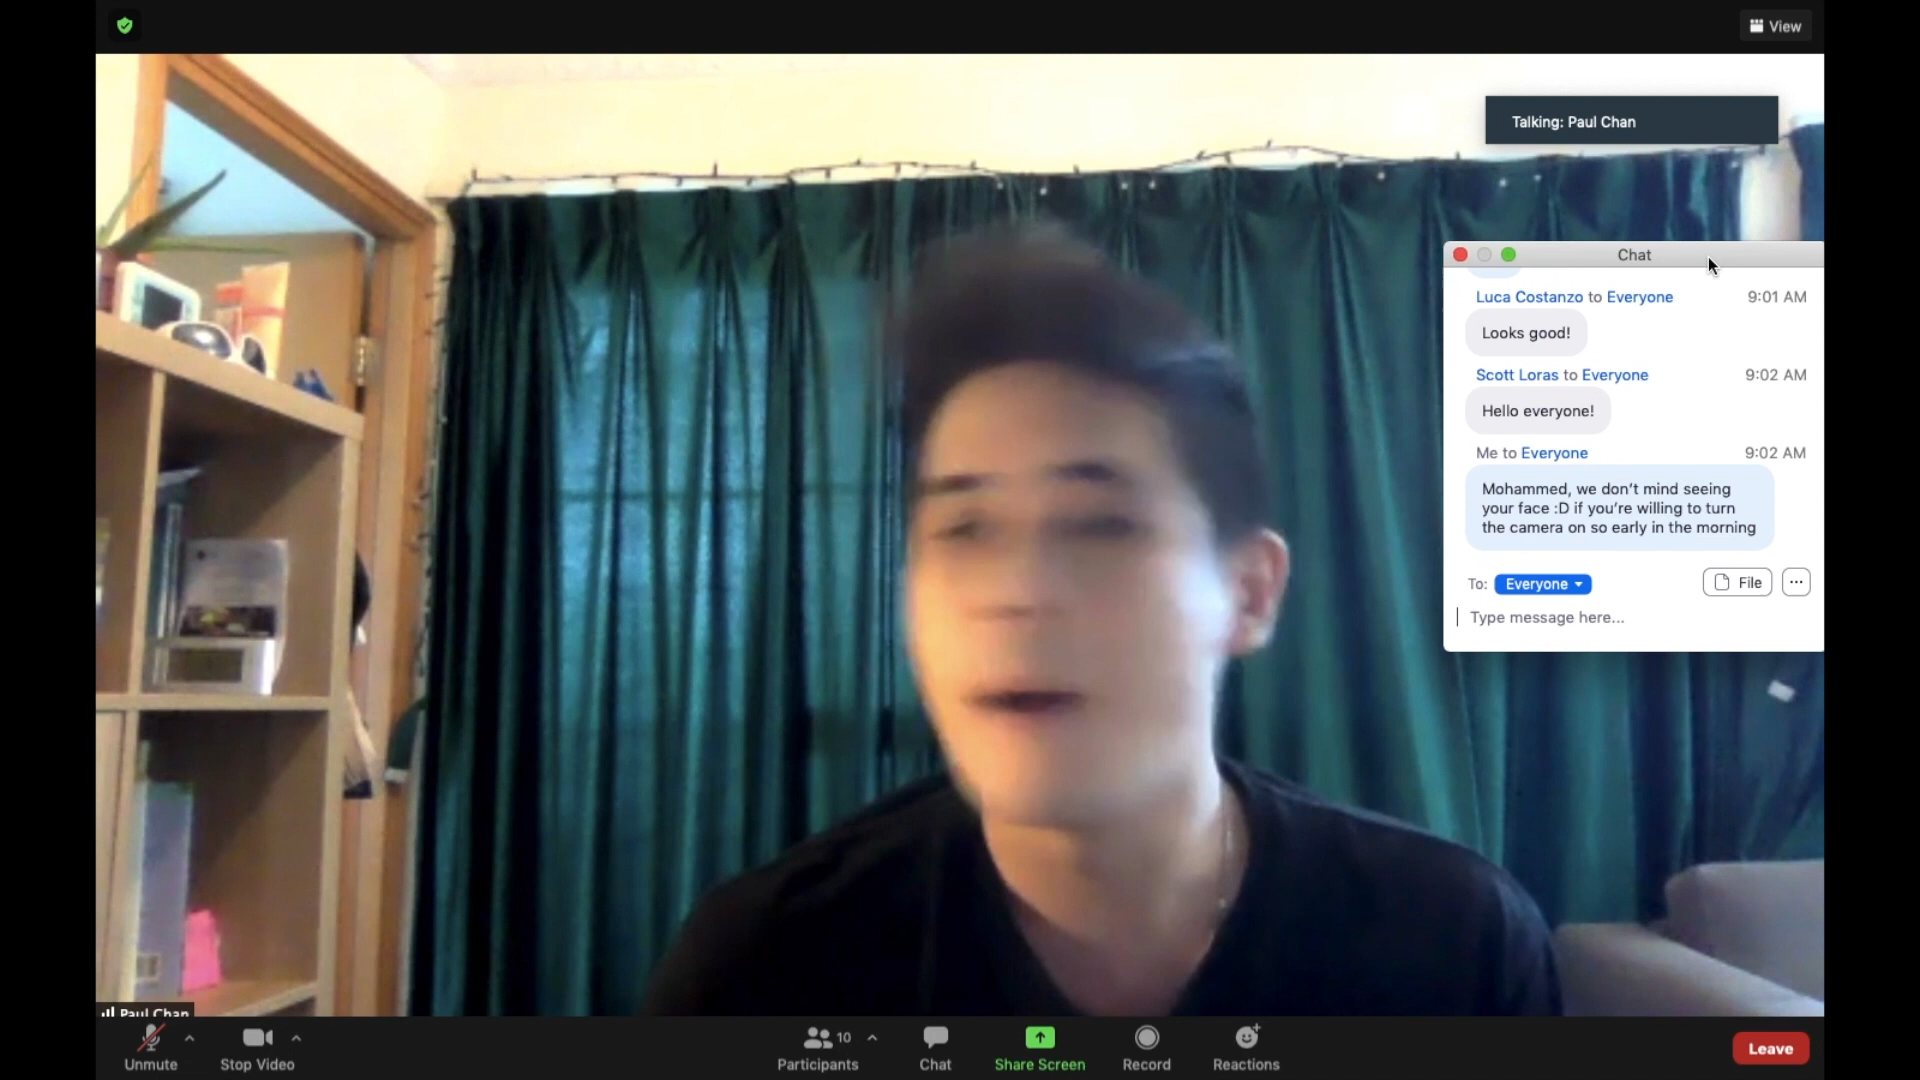 View
Talking: Paul Chan
Chat
Luca Costanzo to Everyone 9:01 AM
Looks good!
Scott Loras to Everyone 9:02 AM
Hello everyone!
Me to Everyone 9:02 AM
Mohammed, we don't mind seeing
your face :D if you're willing to turn
the camera on so early in the morning
To: Everyone File
Type message here...
Paul Chan
Unmute
Stop Video
10
Participants
Chat
Share Screen
Record
Reactions
Leave